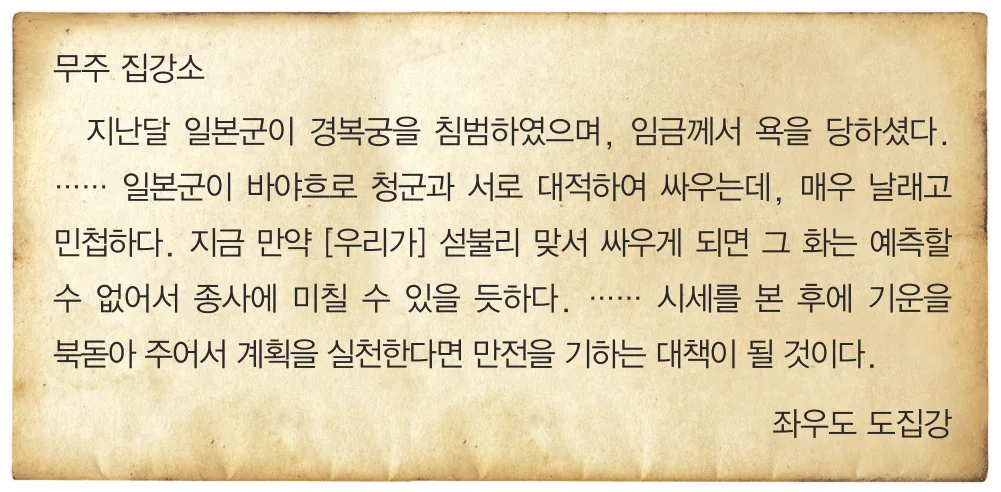 무주 집강소
지난달 일본군이 경복궁을 침범하였으며, 임금께서 욕을 당하셨다.
…… 일본군이 바야흐로 청군과 서로 대적하여 싸우는데, 매우 날래고
민첩하다. 지금 만약 [우리가] 섣불리 맞서 싸우게 되면 그 화는 예측할
수 없어서 종사에 미칠 수 있을 듯하다. …… 시세를 본 후에 기운을
북돋아 주어서 계획을 실천한다면 만전을 기하는 대책이 될 것이다.
좌우도 도집강